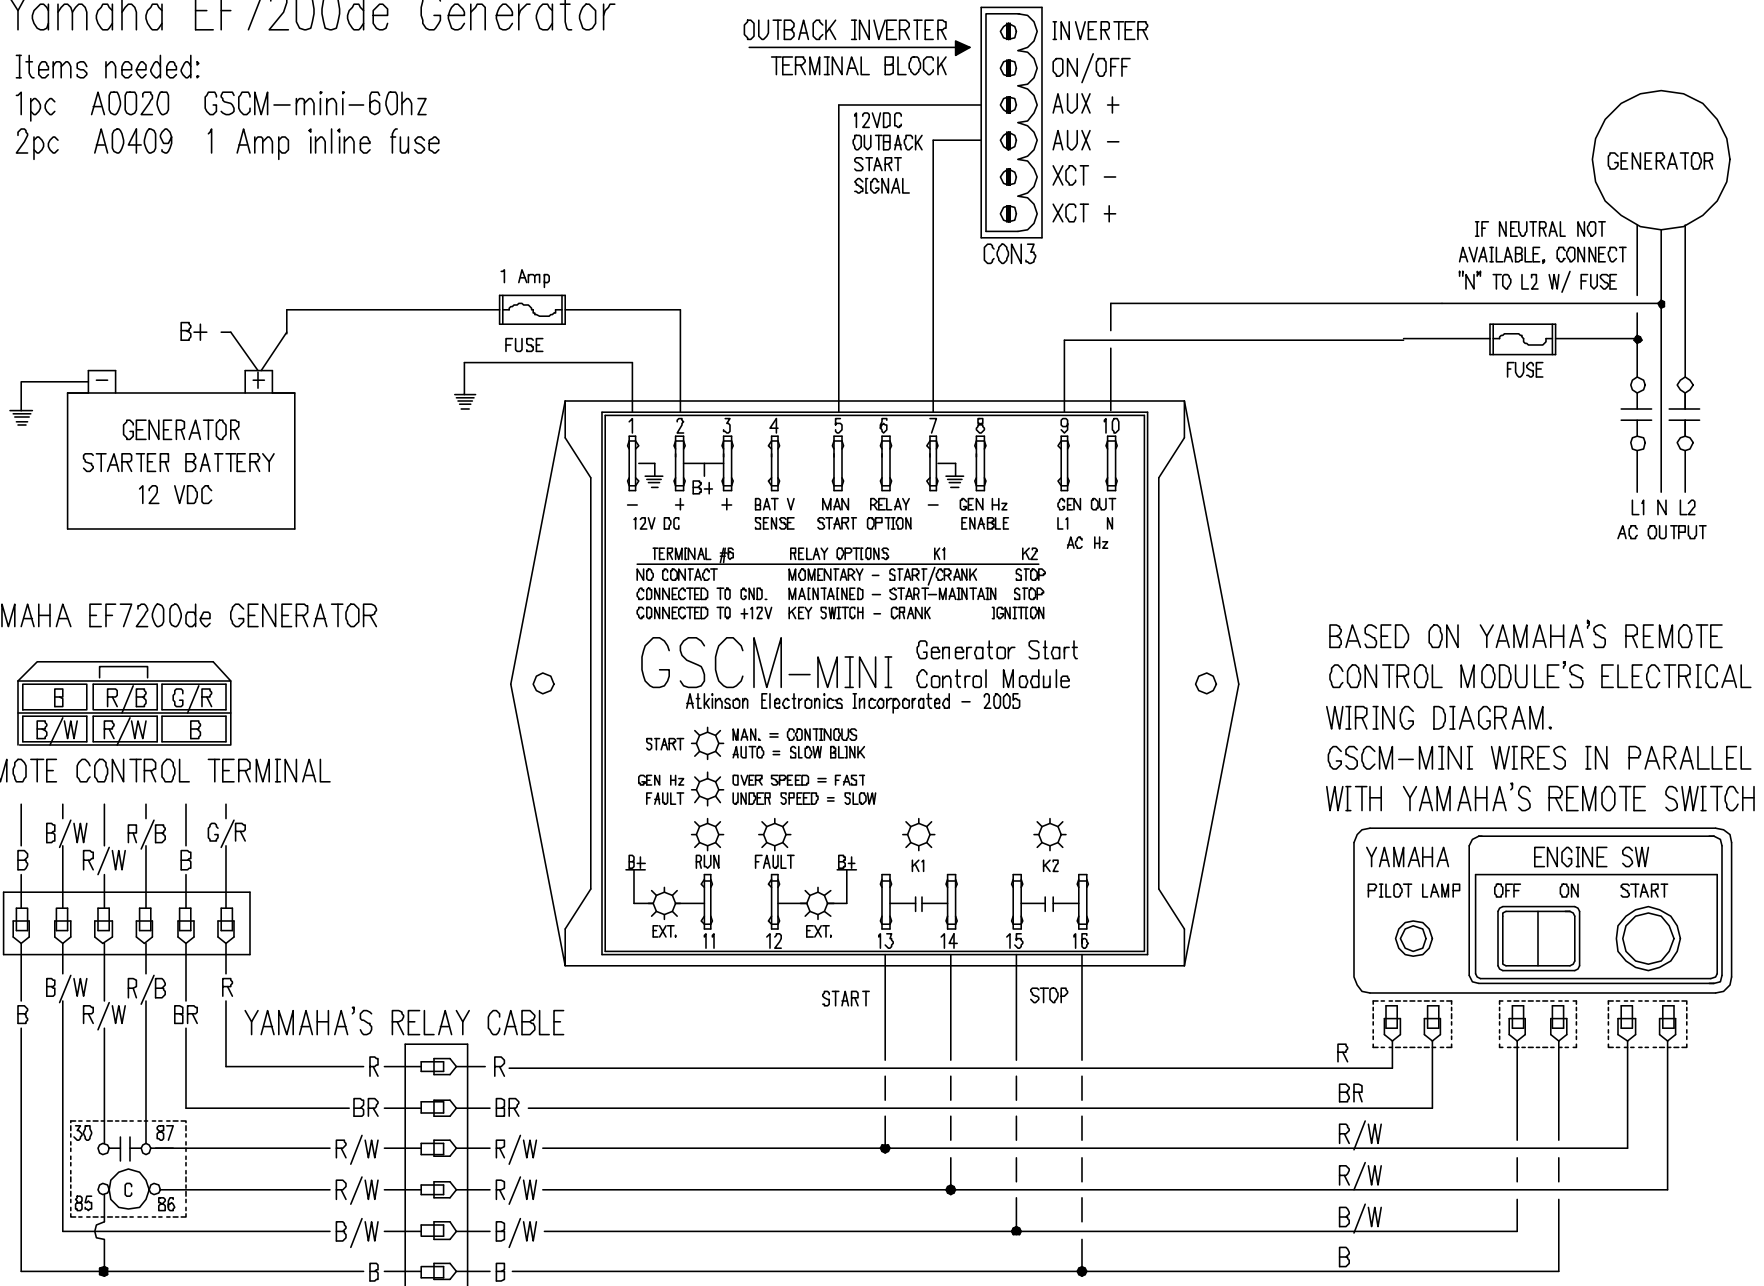 Yamaha EF7200de Generator
Items needed:
1pc A0020 GSCM-mini-60hz
2pc A0409 1 Amp inline fuse
OUTBACK INVERTER
TERMINAL BLOCK
INVERTER
ON/OFF
AUX +
AUX -
XCT -
XCT +
CON3
12VDC
OUTBACK
START
SIGNAL
GENERATOR
IF NEUTRAL NOT
AVAILABLE, CONNECT
"N" TO L2 W/ FUSE
FUSE
L1 N L2
AC OUTPUT
1 Amp
FUSE
B+
- +
GENERATOR
STARTER BATTERY
12 VDC
1 2 3 4 5 6 7 8 9 10
B+
- + + BAT V MAN RELAY - GEN Hz GEN OUT
12V DC SENSE START OPTION ENABLE L1 N
AC Hz
TERMINAL #6 RELAY OPTIONS K1 K2
NO CONTACT MOMENTARY - START/CRANK STOP
CONNECTED TO GND. MAINTAINED - START-MAINTAIN STOP
CONNECTED TO +12V KEY SWITCH - CRANK IGNITION
GSCM-MINI Generator Start
Control Module
Atkinson Electronics Incorporated - 2005
START MAN. = CONTINOUS
AUTO = SLOW BLINK
GEN Hz OVER SPEED = FAST
FAULT UNDER SPEED = SLOW
B+ RUN FAULT B+ K1 K2
EXT. 11 12 EXT. 13 14 15 16
START STOP
MAHA EF7200de GENERATOR
B R/B G/R
B/W R/W B
MOTE CONTROL TERMINAL
B/W R/B G/R
B R/W B
B/W R/B R
B R/W BR
YAMAHA'S RELAY CABLE
BASED ON YAMAHA'S REMOTE
CONTROL MODULE'S ELECTRICAL
WIRING DIAGRAM.
GSCM-MINI WIRES IN PARALLEL
WITH YAMAHA'S REMOTE SWITCH
YAMAHA ENGINE SW
PILOT LAMP OFF ON START
R R R
BR BR BR
30 87
R/W R/W R/W
C
85 86
R/W R/W R/W
B/W B/W B/W
B B B